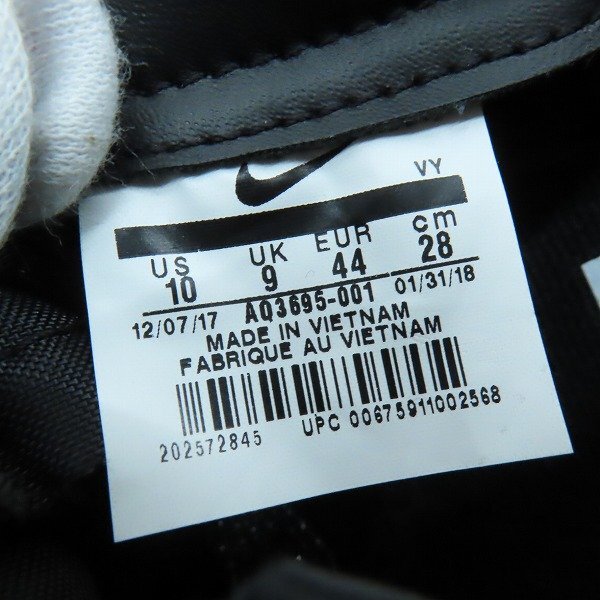 VY
US UK EUR cm
10 9 44 28
12/07/17 AQ3695-001 01/31/18
MADE IN VIETNAM
FABRIQUE AU VIETNAM
202572845 UPC 00675911002568